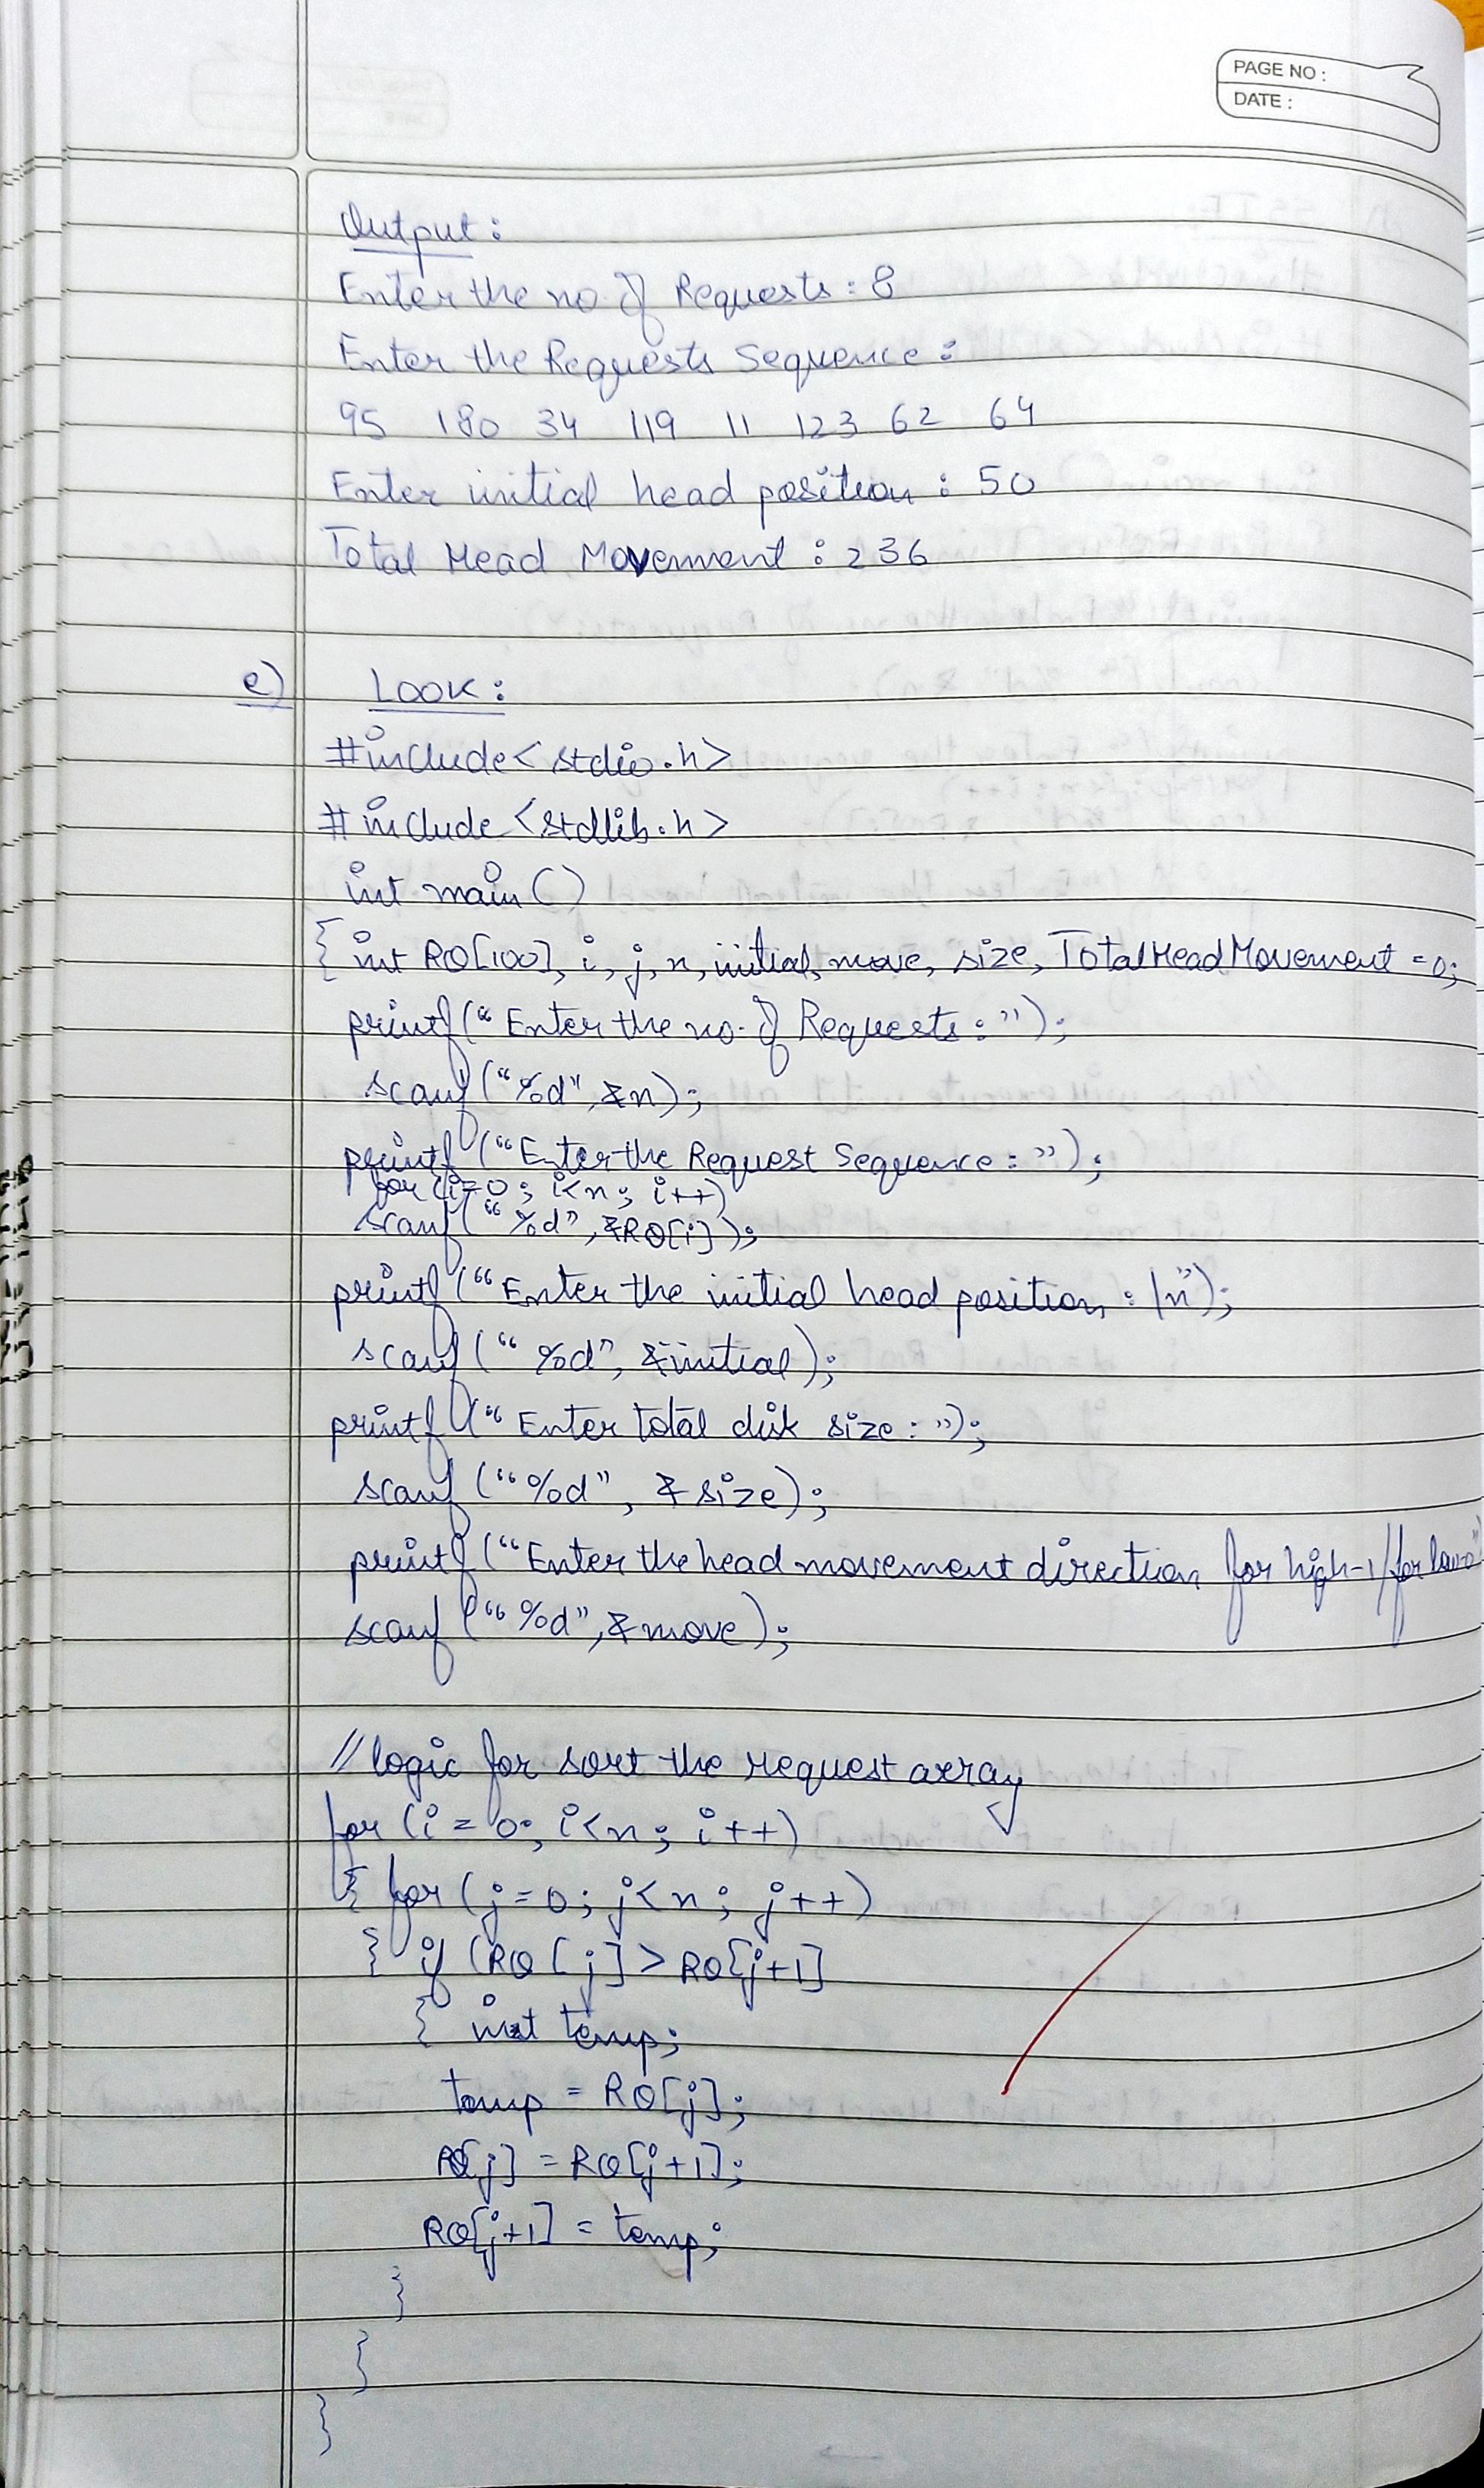 PAGE NO :
DATE :
Output :
Enter the no. of Requests : 8
Enter the Requests Sequence :
95 180 34 119 11 123 62 64
Enter initial head position : 50
Total Head Movement : 236
e) LOOK :
#include<stdio.h>
#include<stdlib.h>
int main()
{ int RQ[100], i, j, n, initial, move, size, TotalHeadMovement = 0;
printf("Enter the no. of Requests : ");
scanf("%d", &n);
printf("Enter the Request Sequence : ");
for (i=0; i<n; i++)
scanf("%d", &RQ[i]);
printf("Enter the initial head position : \n");
scanf("%d", &initial);
printf("Enter total disk size : ");
scanf("%d", &size);
printf("Enter the head movement direction for high-1/for low-0"
scanf("%d", &move);
//logic for sort the request array
for (i = 0; i<n; i++)
{ for (j=0; j<n; j++)
{ if (RQ[j] > RQ[j+1]
{ int temp;
temp = RQ[j];
RQ[j] = RQ[j+1];
RQ[j+1] = temp;
}
}
}